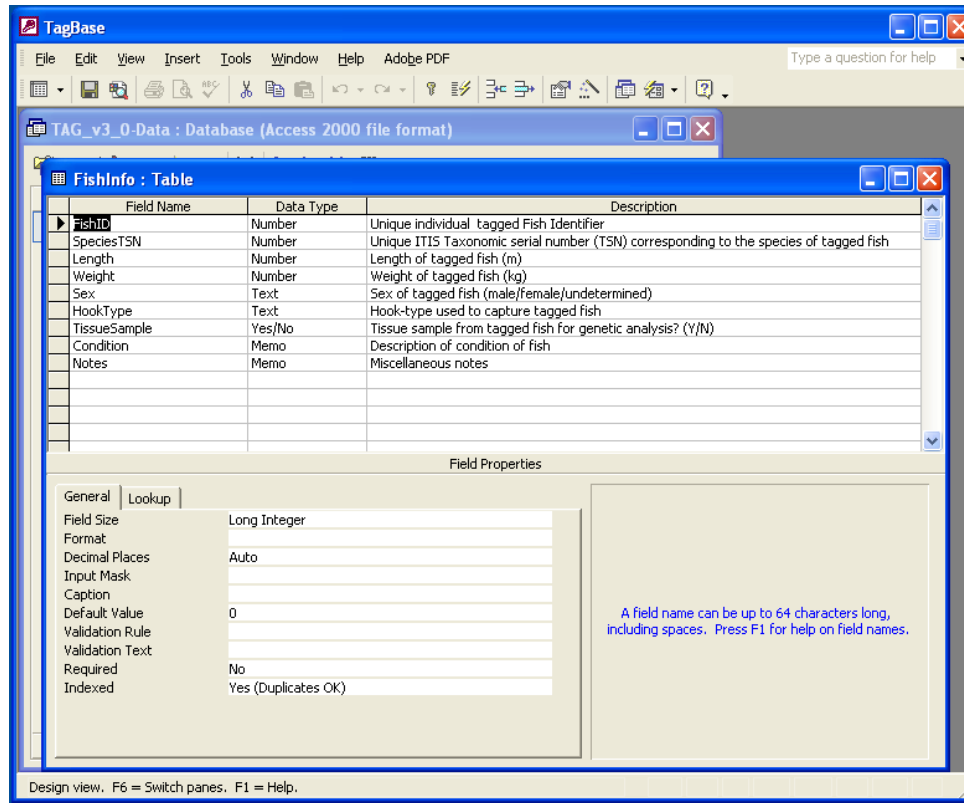 TagBase
File Edit View Insert Tools Window Help Adobe PDF Type a question for help
TAG_v3_0-Data : Database (Access 2000 file format)
FishInfo : Table
Field Name Data Type Description
FishID Number Unique individual tagged Fish Identifier
SpeciesTSN Number Unique ITIS Taxonomic serial number (TSN) corresponding to the species of tagged fish
Length Number Length of tagged fish (m)
Weight Number Weight of tagged fish (kg)
Sex Text Sex of tagged fish (male/female/undetermined)
HookType Text Hook-type used to capture tagged fish
TissueSample Yes/No Tissue sample from tagged fish for genetic analysis? (Y/N)
Condition Memo Description of condition of fish
Notes Memo Miscellaneous notes
Field Properties
General Lookup
Field Size Long Integer
Format
Decimal Places Auto
Input Mask
Caption
Default Value 0
Validation Rule
Validation Text
Required No
Indexed Yes (Duplicates OK)
A field name can be up to 64 characters long,
including spaces. Press F1 for help on field names.
Design view. F6 = Switch panes. F1 = Help.